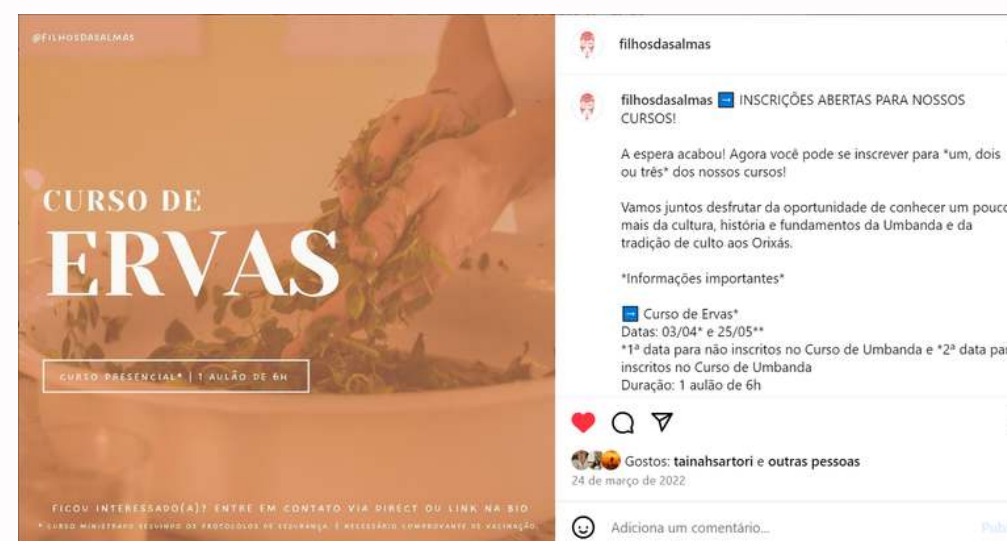 @FILHOSDASALMAS
CURSO DE
ERVAS
CURSO PRESENCIAL* | 1 AULÃO DE 6H
FICOU INTERESSADO(A)? ENTRE EM CONTATO VIA DIRECT OU LINK NA BIO
* CURSO MINISTRADO SEGUINDO OS PROTOCOLOS DE SEGURANÇA. É NECESSÁRIO COMPROVANTE DE VACINAÇÃO.
filhosdasalmas
filhosdasalmas ➡️ INSCRIÇÕES ABERTAS PARA NOSSOS
CURSOS!
A espera acabou! Agora você pode se inscrever para *um, dois
ou três* dos nossos cursos!
Vamos juntos desfrutar da oportunidade de conhecer um pouco
mais da cultura, história e fundamentos da Umbanda e da
tradição de culto aos Orixás.
*Informações importantes*
➡️ Curso de Ervas*
Datas: 03/04* e 25/05**
*1ª data para não inscritos no Curso de Umbanda e *2ª data par
inscritos no Curso de Umbanda
Duração: 1 aulão de 6h
Gostos: tainahsartori e outras pessoas
24 de março de 2022
Adiciona um comentário...
Pub